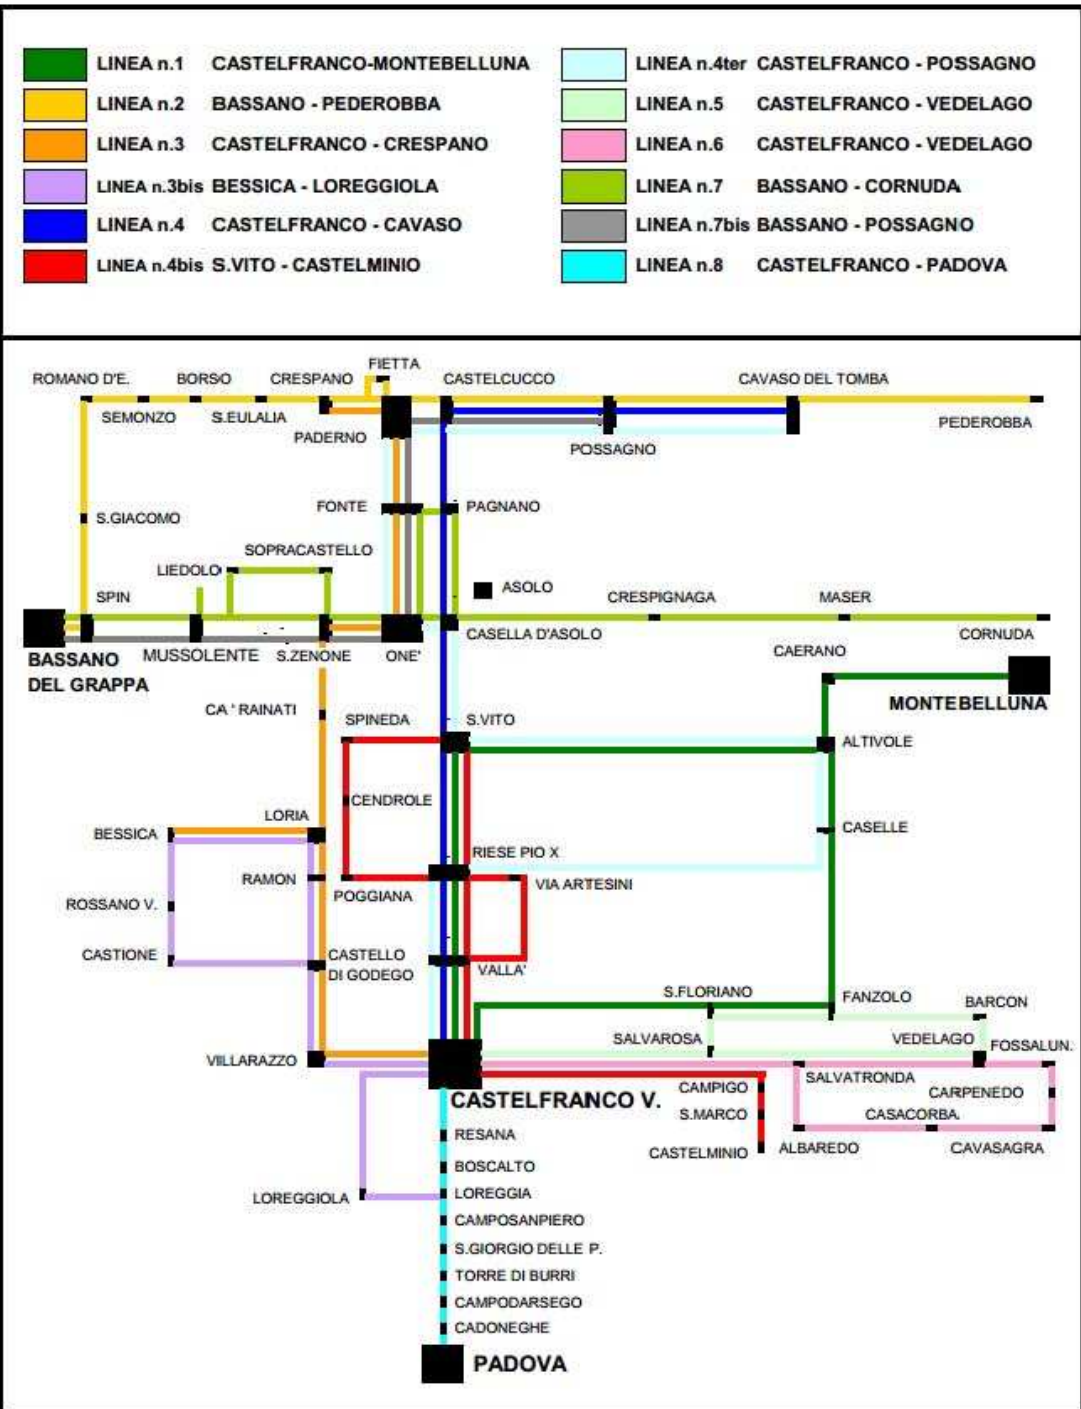 LINEA n.1 CASTELFRANCO-MONTEBELLUNA
LINEA n.2 BASSANO - PEDEROBBA
LINEA n.3 CASTELFRANCO - CRESPANO
LINEA n.3bis BESSICA - LOREGGIOLA
LINEA n.4 CASTELFRANCO - CAVASO
LINEA n.4bis S.VITO - CASTELMINIO
LINEA n.4ter CASTELFRANCO - POSSAGNO
LINEA n.5 CASTELFRANCO - VEDELAGO
LINEA n.6 CASTELFRANCO - VEDELAGO
LINEA n.7 BASSANO - CORNUDA
LINEA n.7bis BASSANO - POSSAGNO
LINEA n.8 CASTELFRANCO - PADOVA
FIETTA
ROMANO D'E.
BORSO
CRESPANO
CASTELCUCCO
CAVASO DEL TOMBA
SEMONZO
S.EULALIA
PEDEROBBA
PADERNO
POSSAGNO
FONTE
PAGNANO
S.GIACOMO
SOPRACASTELLO
LIEDOLO
ASOLO
SPIN
CRESPIGNAGA
MASER
CASELLA D'ASOLO
CORNUDA
BASSANO
DEL GRAPPA
MUSSOLENTE
S.ZENONE
ONE'
CAERANO
MONTEBELLUNA
CA ' RAINATI
SPINEDA
S.VITO
ALTIVOLE
CENDROLE
LORIA
CASELLE
BESSICA
RIESE PIO X
RAMON
POGGIANA
VIA ARTESINI
ROSSANO V.
CASTIONE
CASTELLO
DI GODEGO
VALLA'
S.FLORIANO
FANZOLO
BARCON
SALVAROSA
VEDELAGO
FOSSALUN.
VIILLARAZZO
SALVATRONDA
CAMPIGO
CARPENEDO
CASTELFRANCO V.
S.MARCO
CASACORBA.
RESANA
CASTELMINIO
ALBAREDO
CAVASAGRA
BOSCALTO
LOREGGIOLA
LOREGGIA
CAMPOSANPIERO
S.GIORGIO DELLE P.
TORRE DI BURRI
CAMPODARSEGO
CADONEGHE
PADOVA